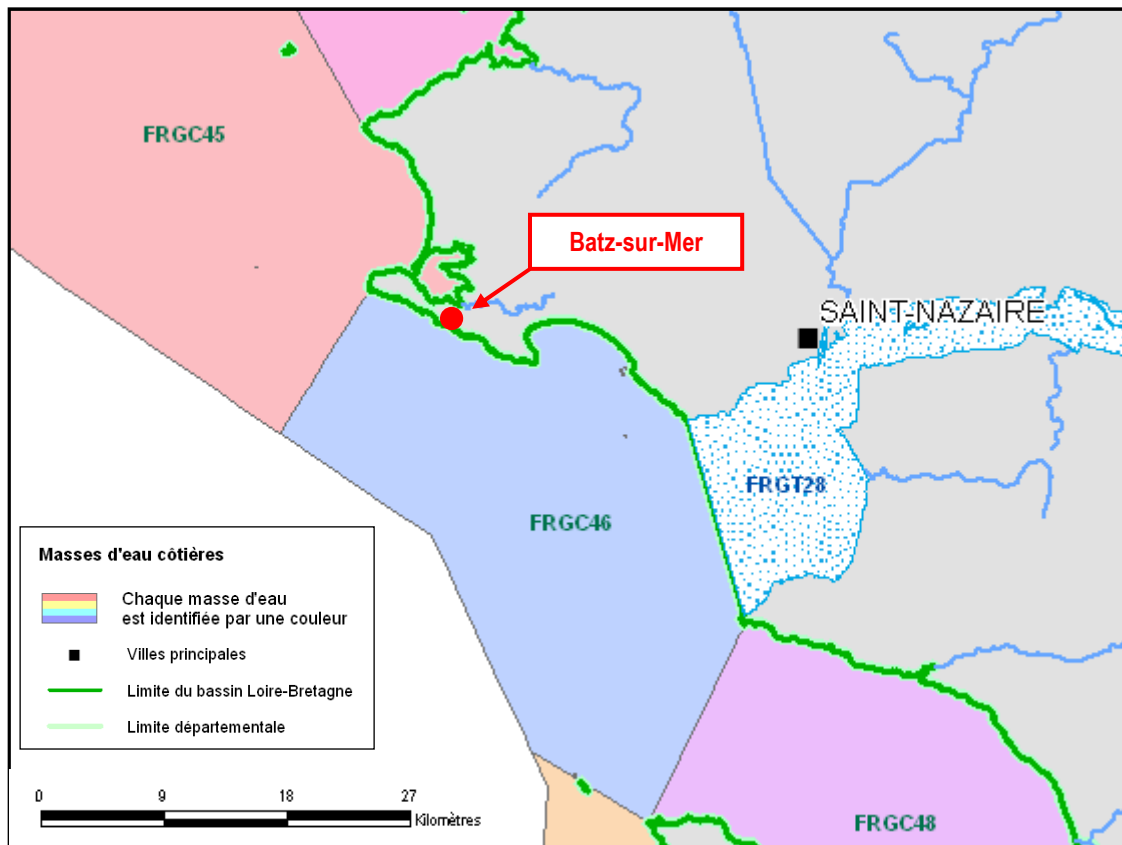 FRGC45
Batz-sur-Mer
SAINT-NAZAIRE
FRGT28
FRGC46
Masses d'eau côtières
Chaque masse d'eau
est identifiée par une couleur
Villes principales
Limite du bassin Loire-Bretagne
Limite départementale
0 9 18 27
Kilomètres
FRGC48